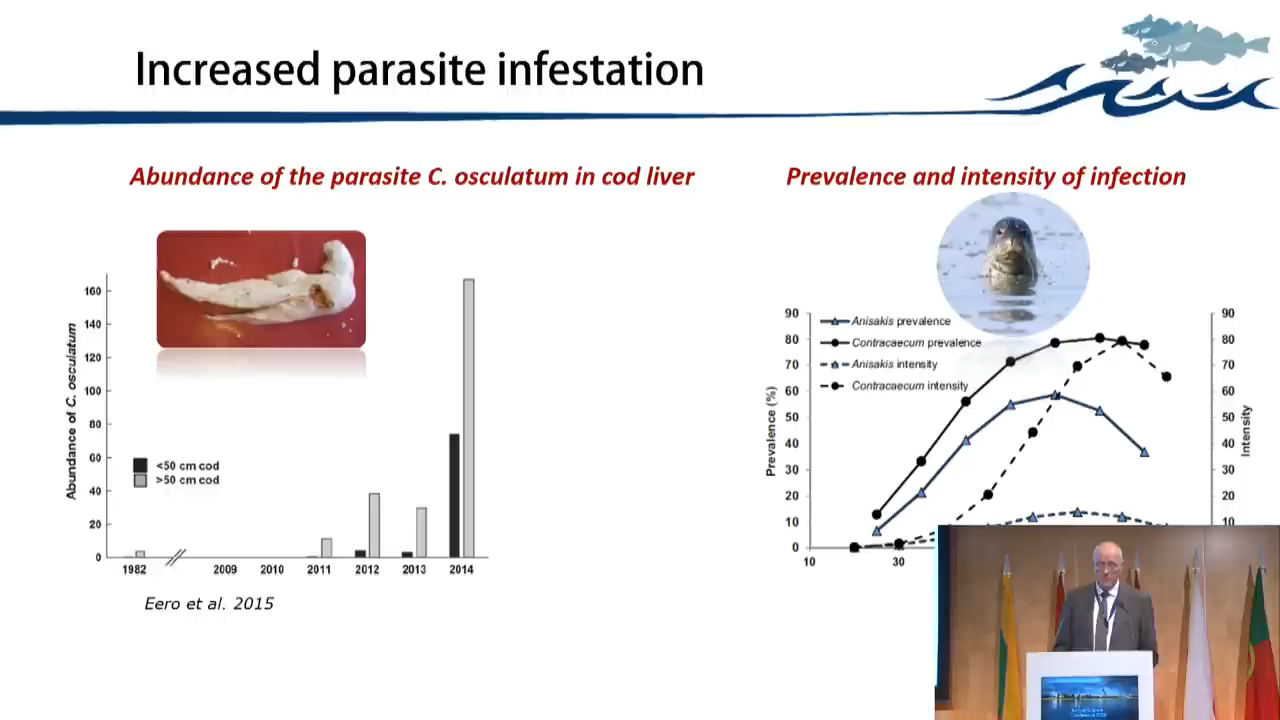 Increased parasite infestation
Abundance of the parasite C. osculatum in cod liver
Abundance of C. osculatum
160
140
120
100
80
60
40
20
0
<50 cm cod
>50 cm cod
1982 2009 2010 2011 2012 2013 2014
Eero et al. 2015
Prevalence and intensity of infection
Prevalence (%)
90
80
70
60
50
40
30
20
10
0
Anisakis prevalence
Contracaecum prevalence
Anisakis intensity
Contracaecum intensity
90
80
70
60
50
40
30
20
10
Intensity
10 30